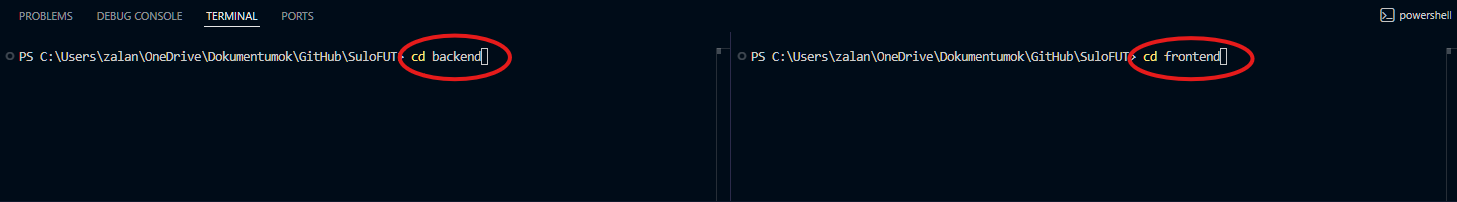 PROBLEMS DEBUG CONSOLE TERMINAL PORTS powershell
PS C:\Users\zalan\OneDrive\Dokumentumok\GitHub\SuloFUT> cd backend
PS C:\Users\zalan\OneDrive\Dokumentumok\GitHub\SuloFUT> cd frontend